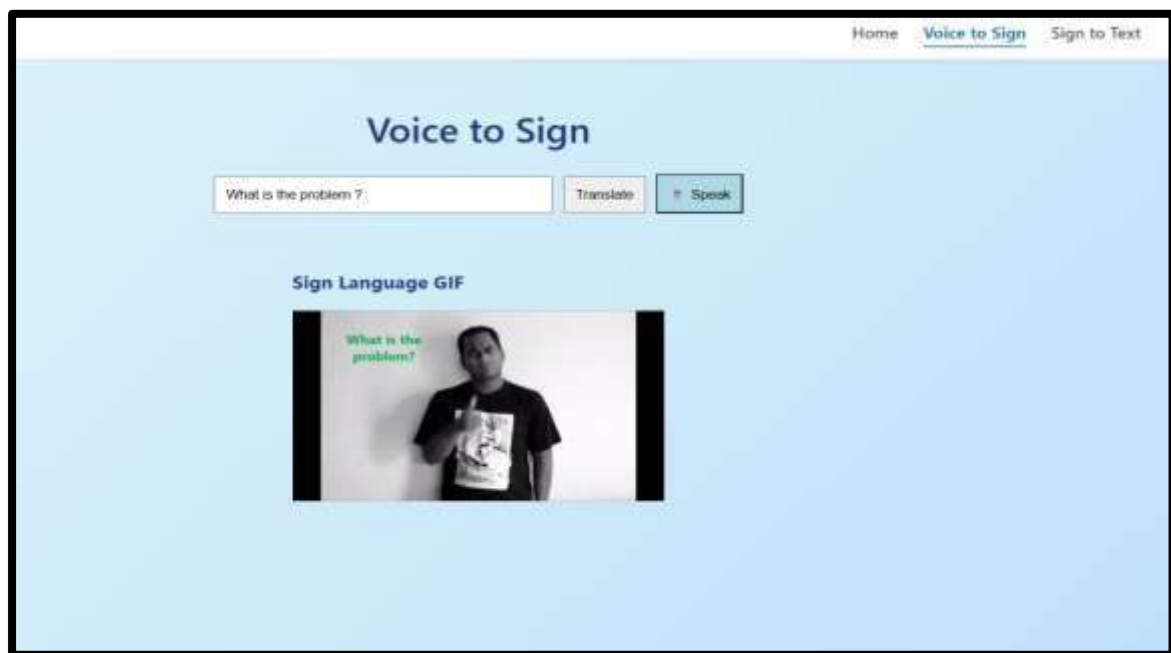 Home Voice to Sign Sign to Text
Voice to Sign
What is the problem ?
Translate
Speak
Sign Language GIF
What is the
problem?